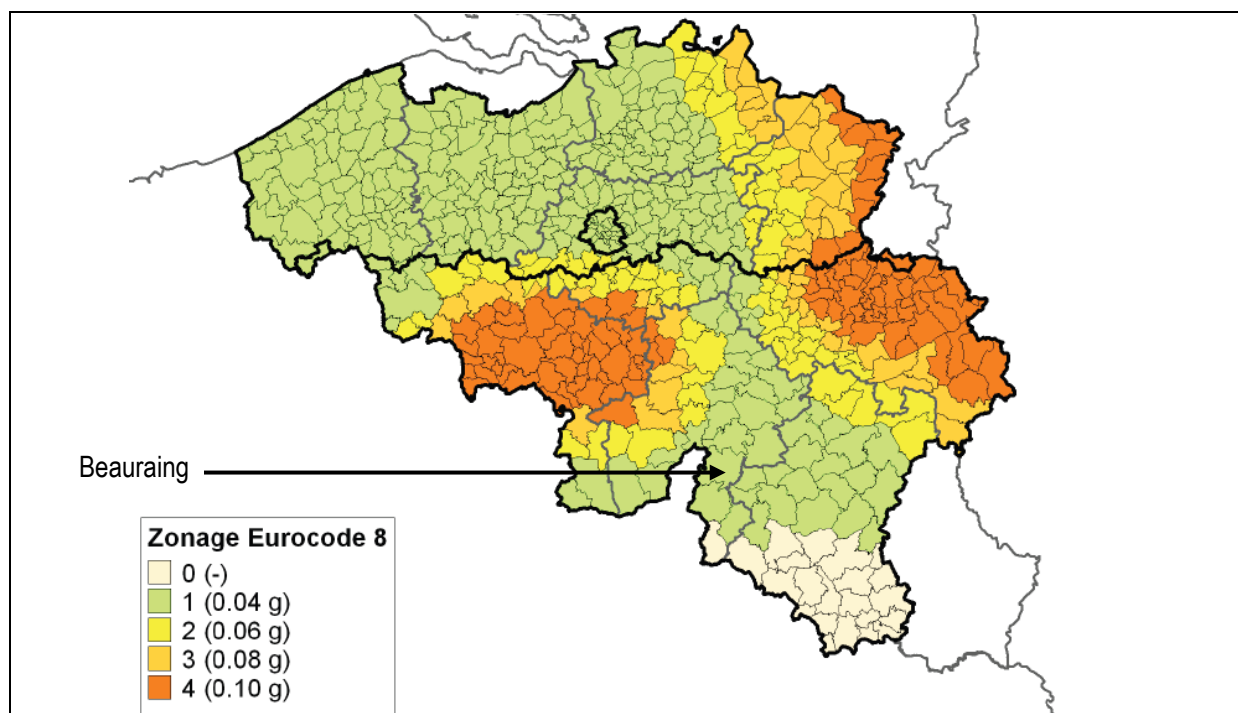 Beauraing
Zonage Eurocode 8
0 (-)
1 (0.04 g)
2 (0.06 g)
3 (0.08 g)
4 (0.10 g)